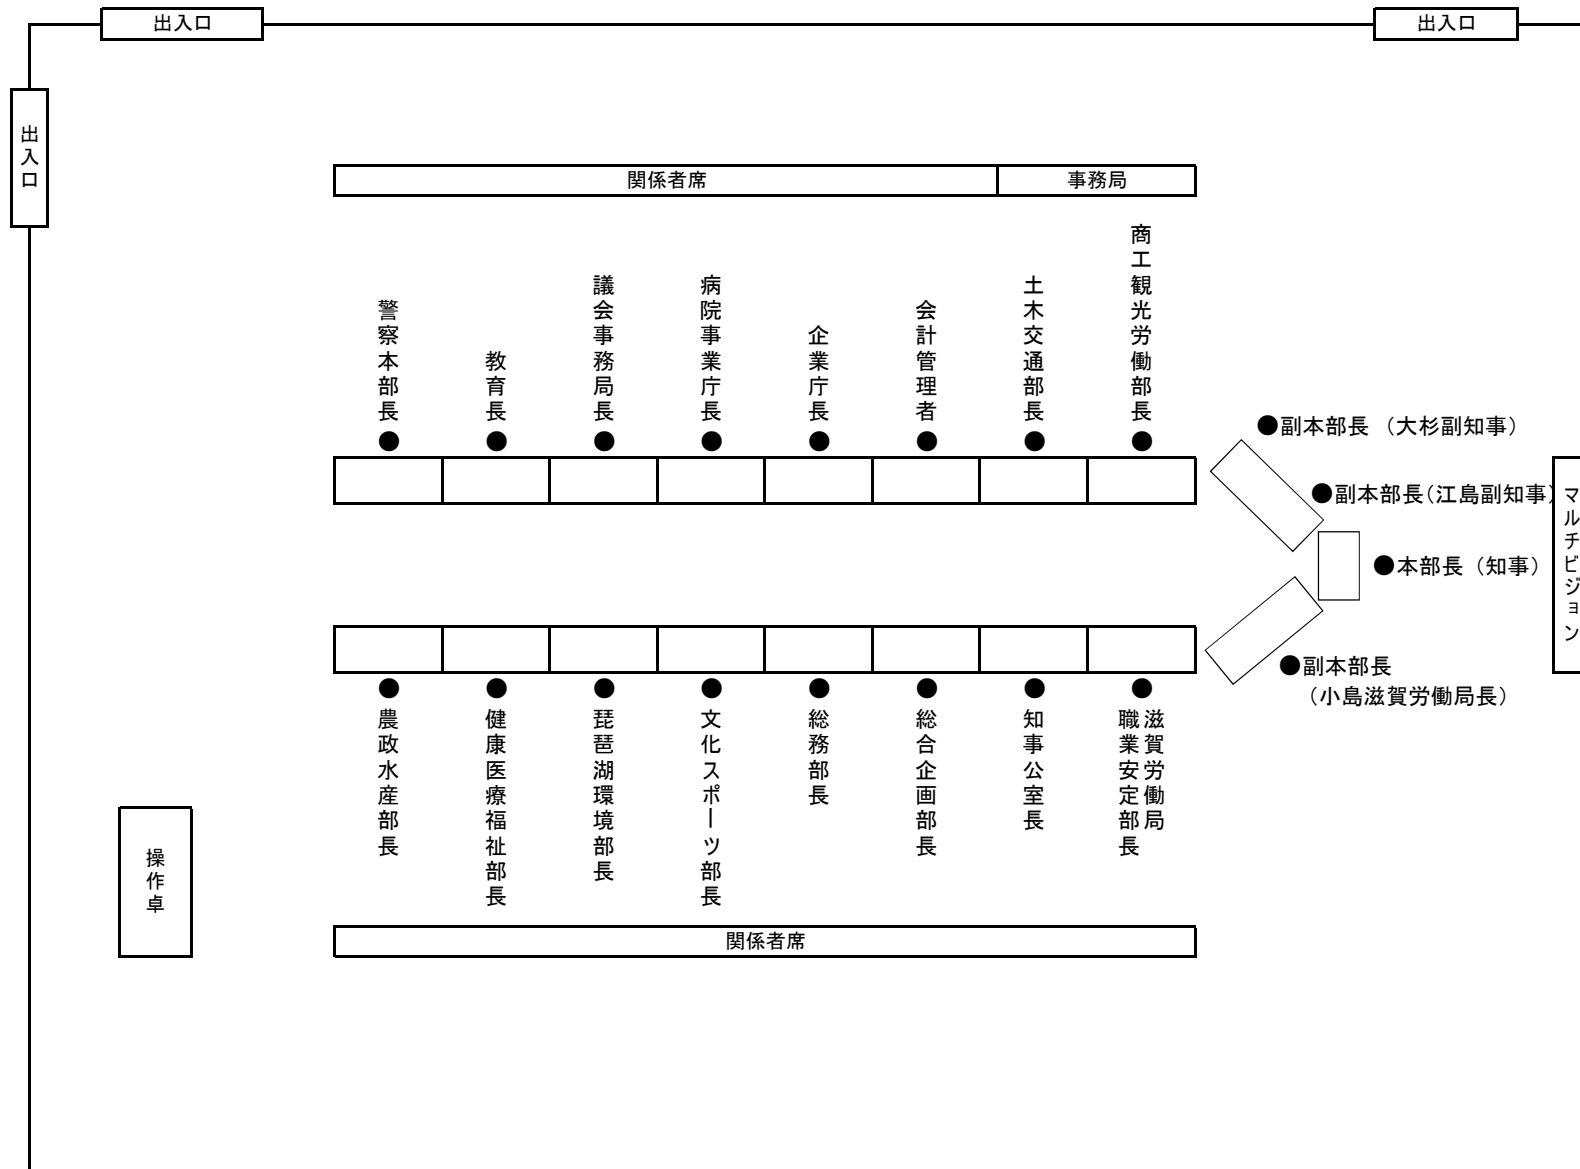 出入口
出入口
出入口
関係者席
事務局
警察本部長
教育長
議会事務局長
病院事業庁長
企業庁長
会計管理者
土木交通部長
商工観光労働部長
●副本部長（大杉副知事）
●副本部長（江島副知事）
●本部長（知事）
●副本部長
（小島滋賀労働局長）
マルチビジョン
農政水産部長
健康医療福祉部長
琵琶湖環境部長
文化スポーツ部長
総務部長
総合企画部長
知事公室長
滋賀労働局
職業安定部長
操作卓
関係者席